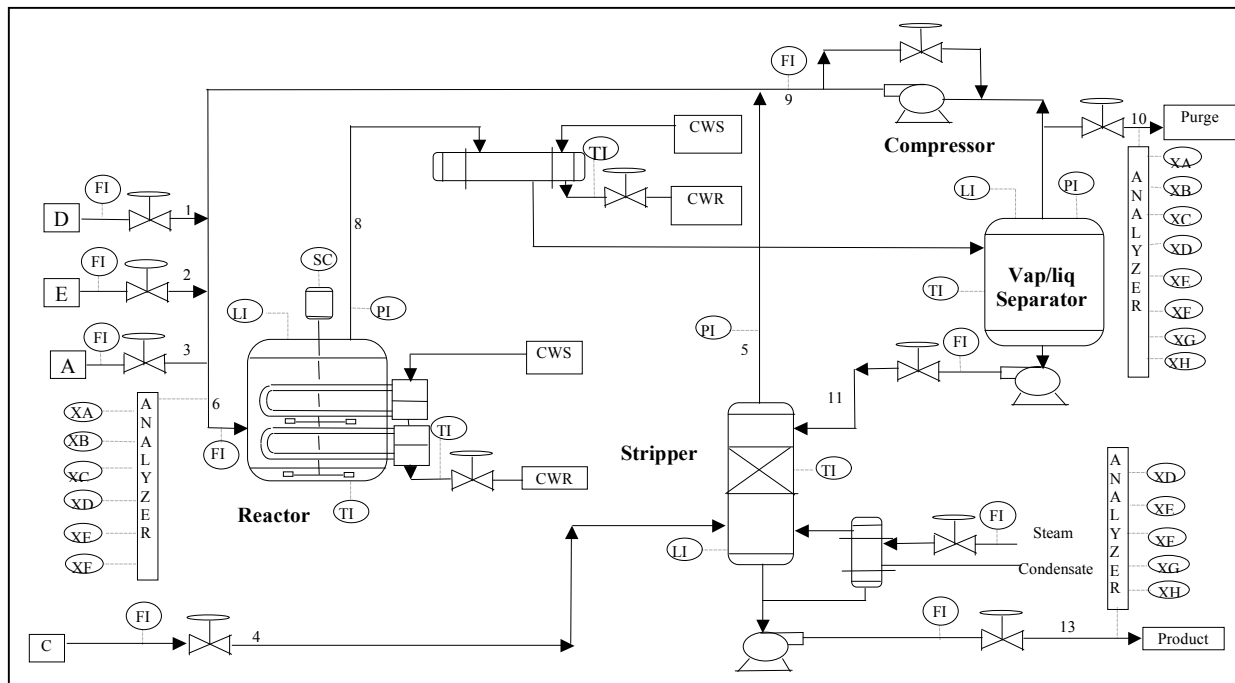 FI
9
Compressor
10
Purge
CWS
TI
CWR
XA
XB
XC
XD
XE
XF
XG
XH
ANALYZER
LI
PI
Vap/liq
Separator
TI
FI
11
D
FI
1
E
FI
2
A
FI
3
8
SC
LI
PI
CWS
TI
CWR
TI
Reactor
6
FI
ANALYZER
XA
XB
XC
XD
XE
XF
PI
5
Stripper
TI
LI
FI
Steam
Condensate
ANALYZER
XD
XE
XF
XG
XH
C
FI
4
FI
13
Product